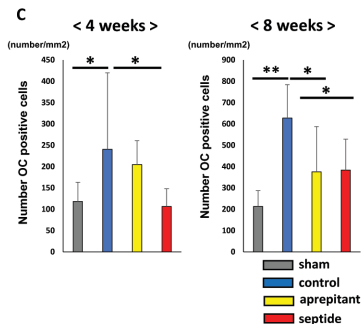 C
< 4 weeks >
< 8 weeks >
(number/mm2)
(number/mm2)
Number OC positive cells
450
400
350
300
250
200
150
100
50
0
*
*
Number OC positive cells
900
800
700
600
500
400
300
200
100
0
**
*
*
sham
control
aprepitant
septide